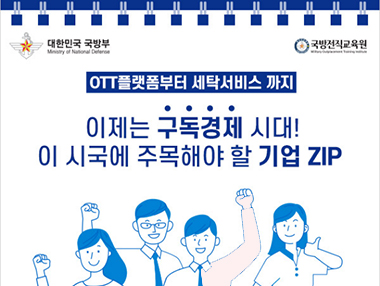 대한민국 국방부
Ministry of National Defense
국방전직교육원
OTT플랫폼부터 세탁서비스 까지
이제는 구독경제 시대!
이 시국에 주목해야 할 기업 ZIP